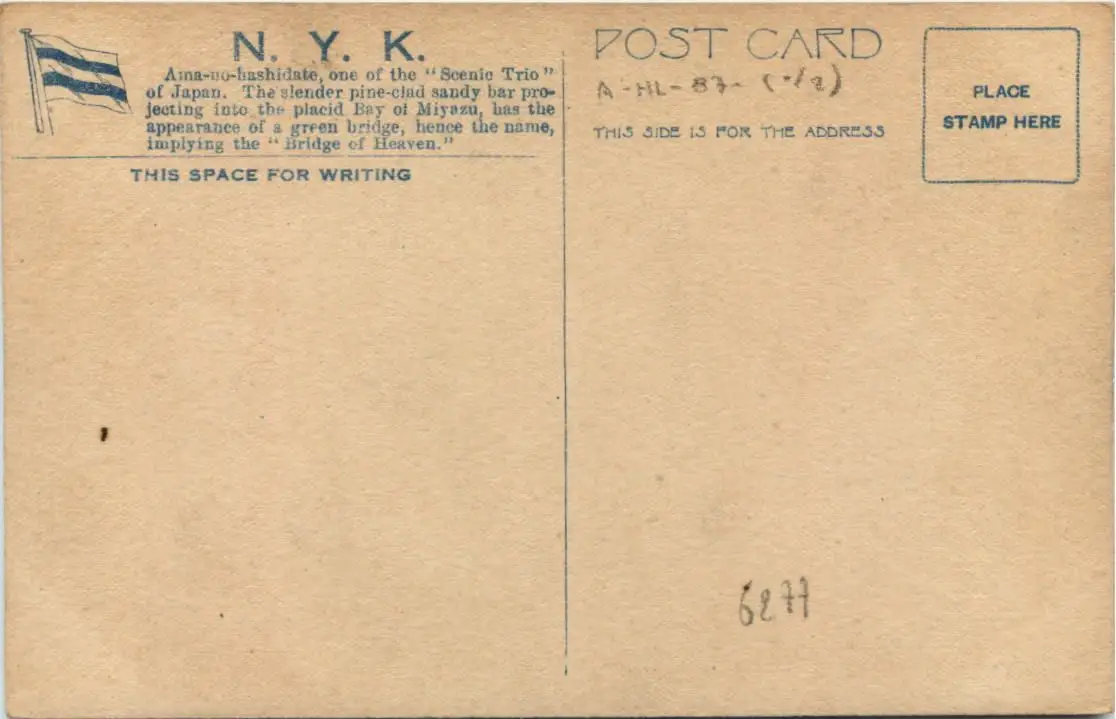 N. Y. K.
Ama-no-hashidate, one of the "Scenic Trio"
of Japan. The slender pine-clad sandy bar pro-
jecting into the placid Bay of Miyazu, has the
appearance of a green bridge, hence the name,
implying the "Bridge of Heaven."
THIS SPACE FOR WRITING
POST CARD
A-HL-87-
THIS SIDE IS FOR THE ADDRESS
PLACE
STAMP HERE
6277